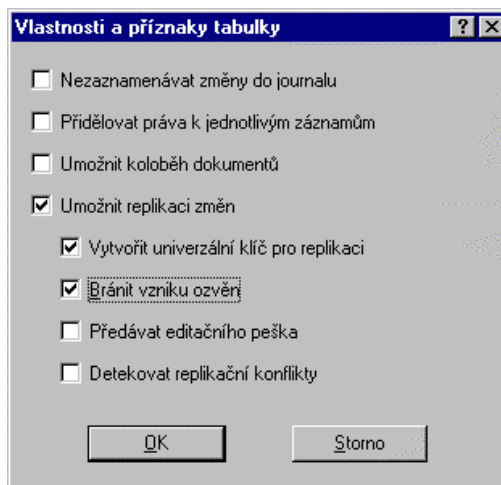 Vlastnosti a příznaky tabulky
Nezaznamenávat změny do journalu
Přidělovat práva k jednotlivým záznamům
Umožnit koloběh dokumentů
Umožnit replikaci změn
Vytvořit univerzální klíč pro replikaci
Bránit vzniku ozvěn
Předávat editačního peška
Detekovat replikační konflikty
OK
Storno